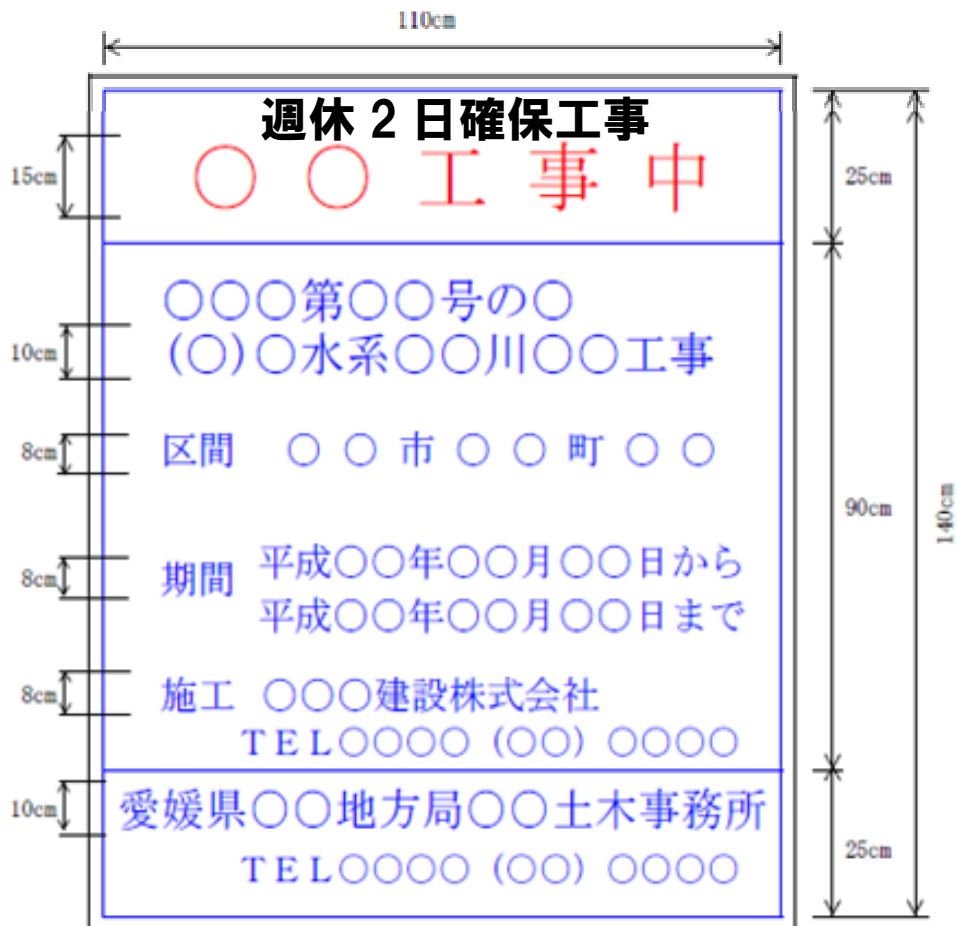 110cm
週休２日確保工事
15cm
○○工事中
25cm
○○○第○○号の○
10cm
(○)○水系○○川○○工事
8cm
区間 ○○市○○町○○
90cm
140cm
8cm
期間 平成○○年○○月○○日から
平成○○年○○月○○日まで
8cm
施工 ○○○建設株式会社
ＴＥＬ○○○○（○○）○○○○
10cm
愛媛県○○地方局○○土木事務所
25cm
ＴＥＬ○○○○（○○）○○○○